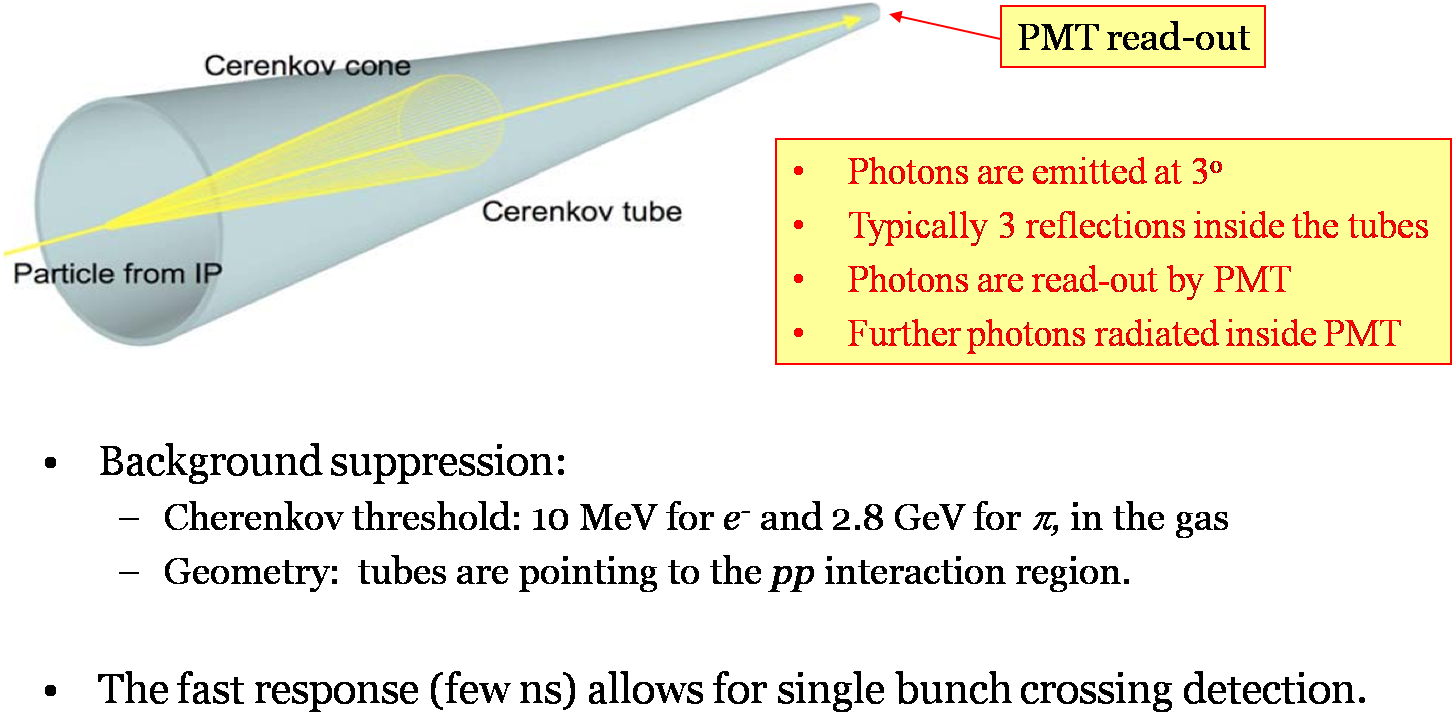 PMT read-out
Cerenkov cone
Cerenkov tube
Particle from IP
• Photons are emitted at 3º
• Typically 3 reflections inside the tubes
• Photons are read-out by PMT
• Further photons radiated inside PMT
• Background suppression:
– Cherenkov threshold: 10 MeV for e⁻ and 2.8 GeV for π, in the gas
– Geometry: tubes are pointing to the pp interaction region.
• The fast response (few ns) allows for single bunch crossing detection.